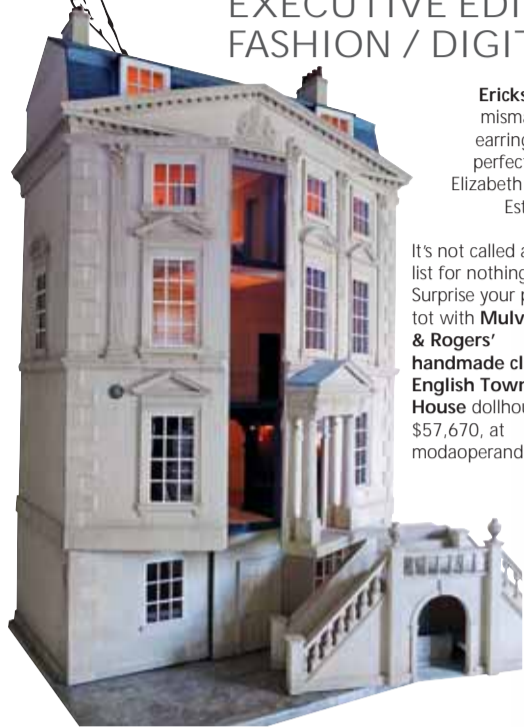 EXECUTIVE EDI
FASHION / DIGIT
Ericks
misma
earring
perfec
Elizabeth
Est
It's not called a
list for nothing
Surprise your p
tot with Mulv
& Rogers'
handmade cl
English Town
House dollhou
$57,670, at
modaoperand